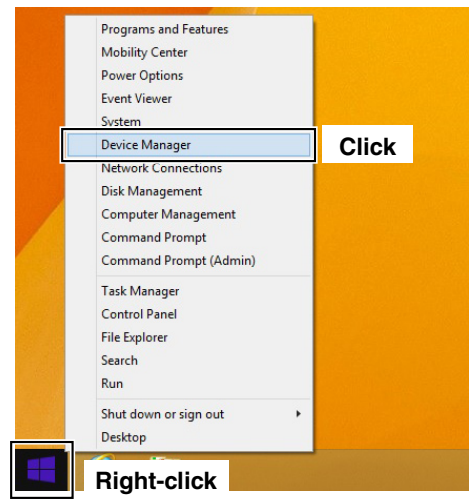 Programs and Features
Mobility Center
Power Options
Event Viewer
System
Device Manager
Click
Network Connections
Disk Management
Computer Management
Command Prompt
Command Prompt (Admin)
Task Manager
Control Panel
File Explorer
Search
Run
Shut down or sign out
Desktop
Right-click